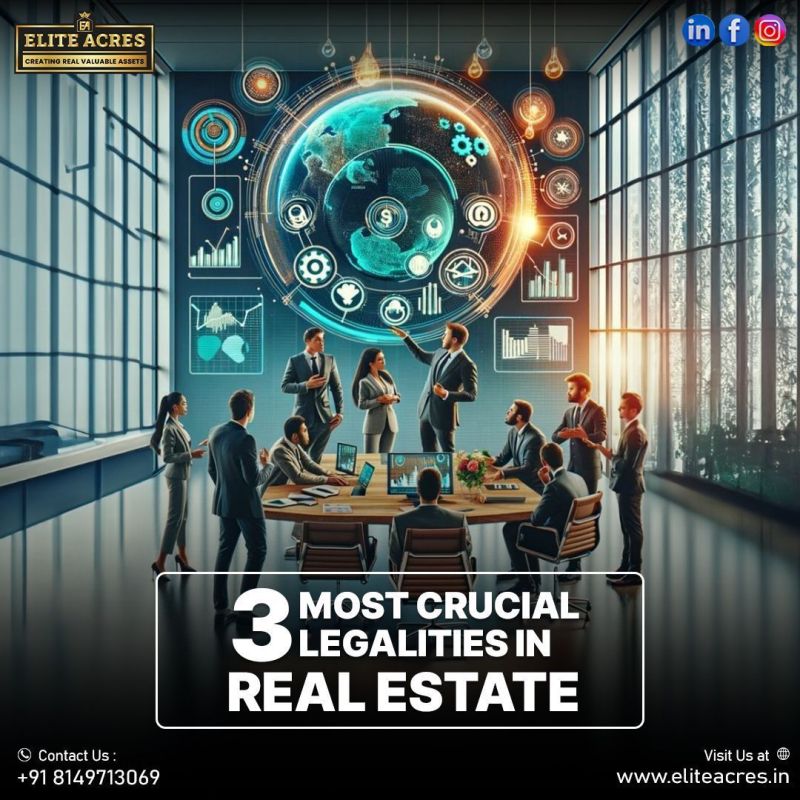 EA
ELITE ACRES
CREATING REAL VALUABLE ASSETS
in f
$
3 MOST CRUCIAL
LEGALITIES IN
REAL ESTATE
Contact Us :
+91 8149713069
Visit Us at
www.eliteacres.in